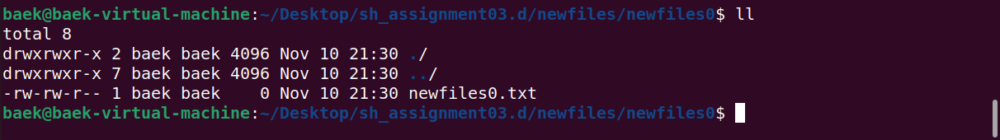 baek@baek-virtual-machine:~/Desktop/sh_assignment03.d/newfiles/newfiles0$ ll
total 8
drwxrwxr-x 2 baek baek 4096 Nov 10 21:30 ./
drwxrwxr-x 7 baek baek 4096 Nov 10 21:30 ../
-rw-rw-r-- 1 baek baek    0 Nov 10 21:30 newfiles0.txt
baek@baek-virtual-machine:~/Desktop/sh_assignment03.d/newfiles/newfiles0$